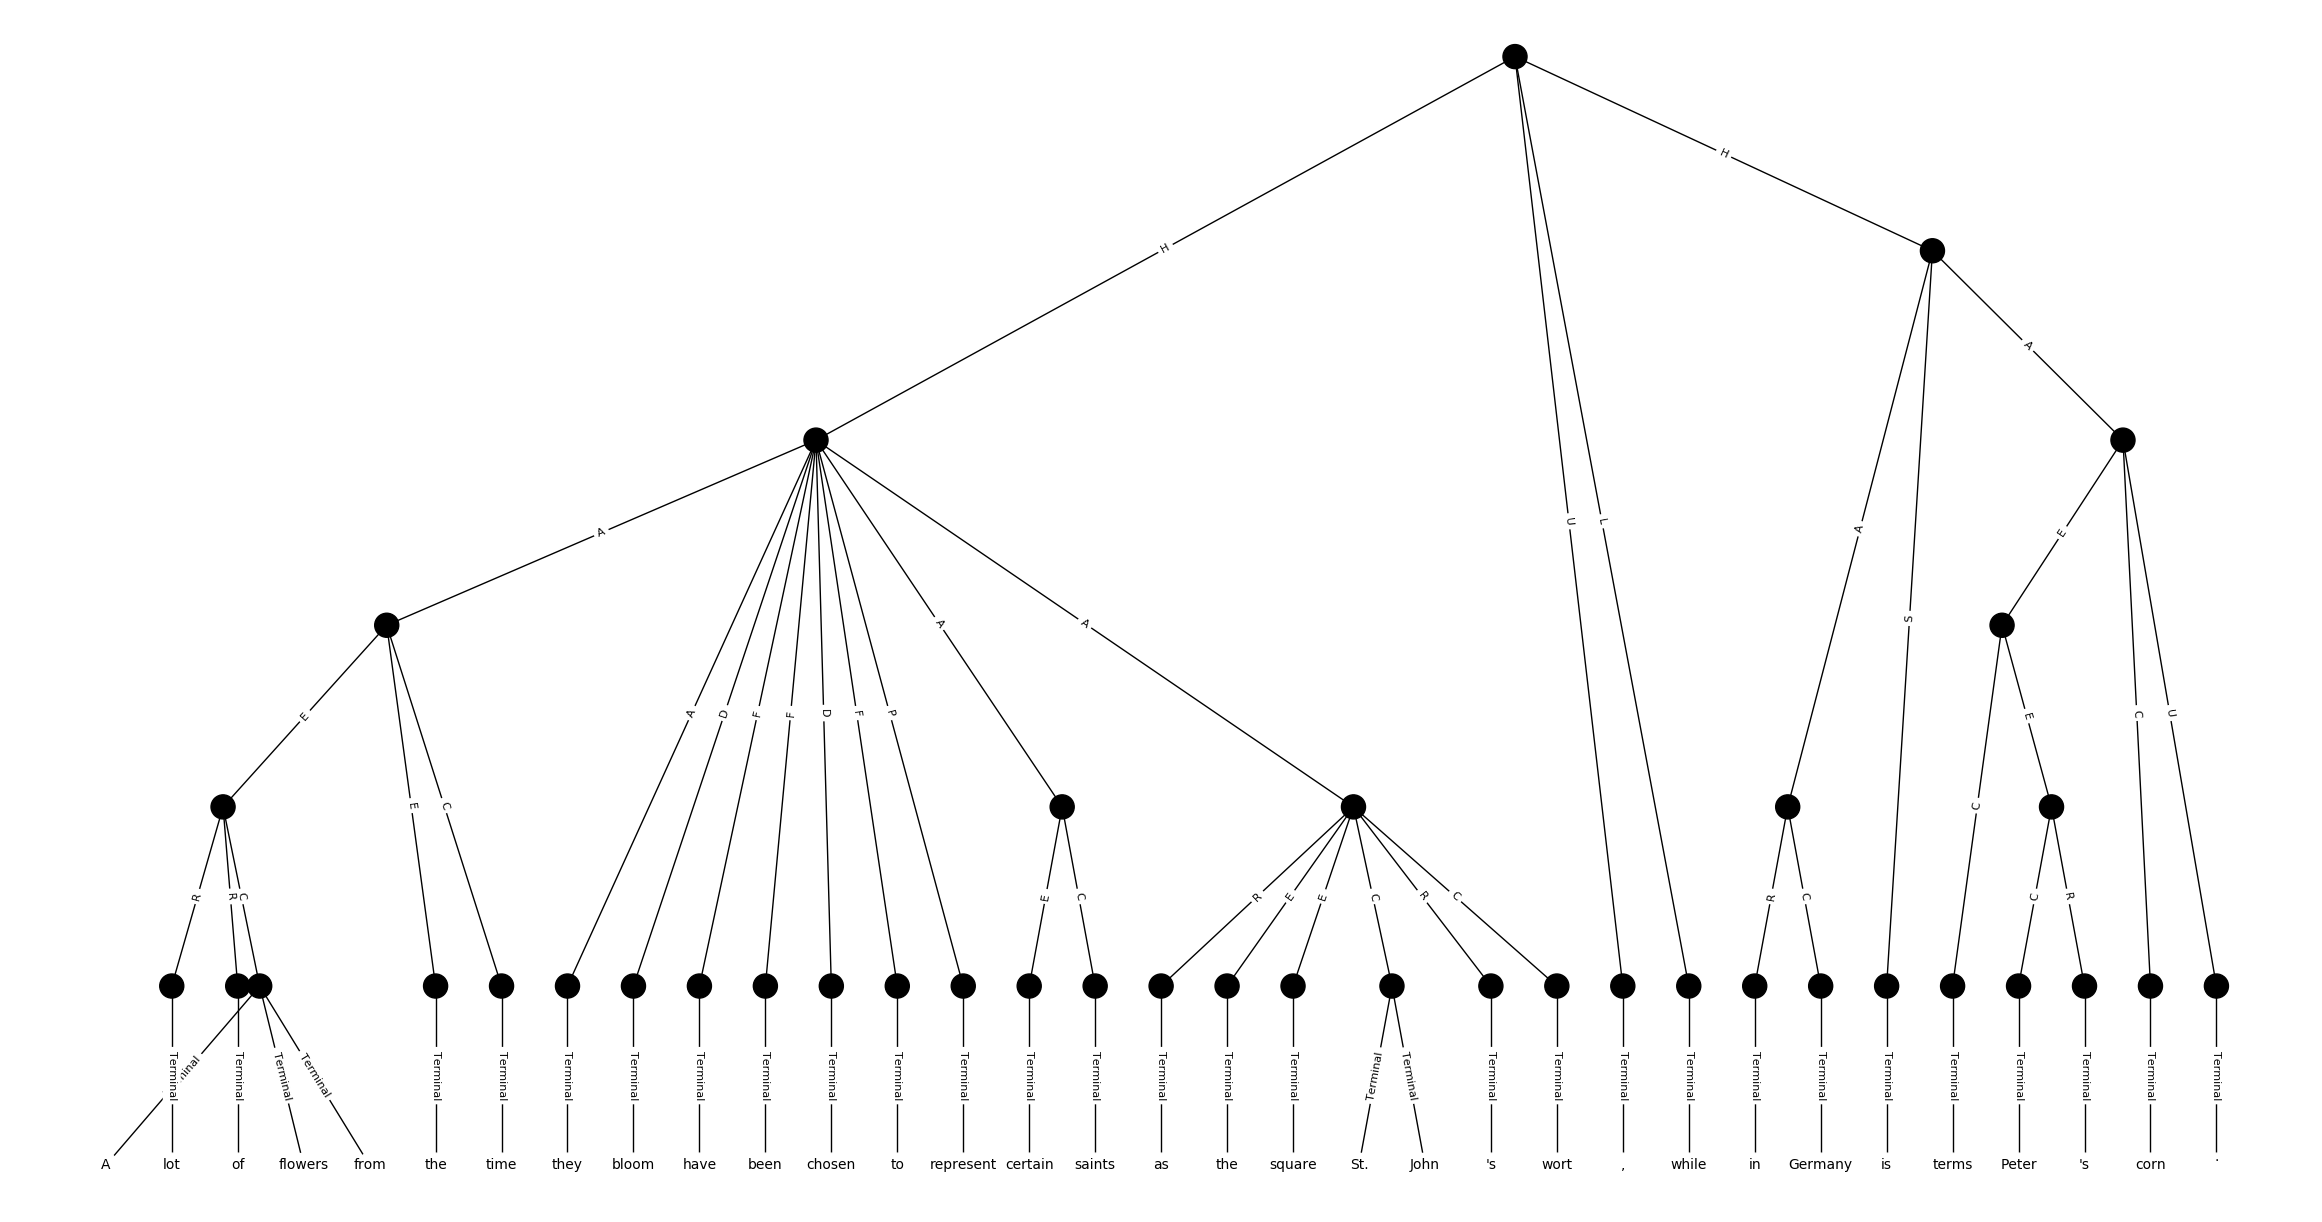 H
H
A
A
U
L
A
E
A
A
S
E
A
D
F
F
D
F
P
E
C
U
E
E
C
C
R
R
C
E
C
R
E
E
C
R
C
R
C
C
R
Terminal Terminal Terminal Terminal Terminal Terminal Terminal Terminal Terminal Terminal Terminal Terminal Terminal Terminal Terminal Terminal Terminal Terminal Terminal Terminal Terminal Terminal Terminal Terminal Terminal Terminal Terminal Terminal Terminal Terminal Terminal Terminal
A lot of flowers from the time they bloom have been chosen to represent certain saints as the square St. John 's wort , while in Germany is terms Peter 's corn .